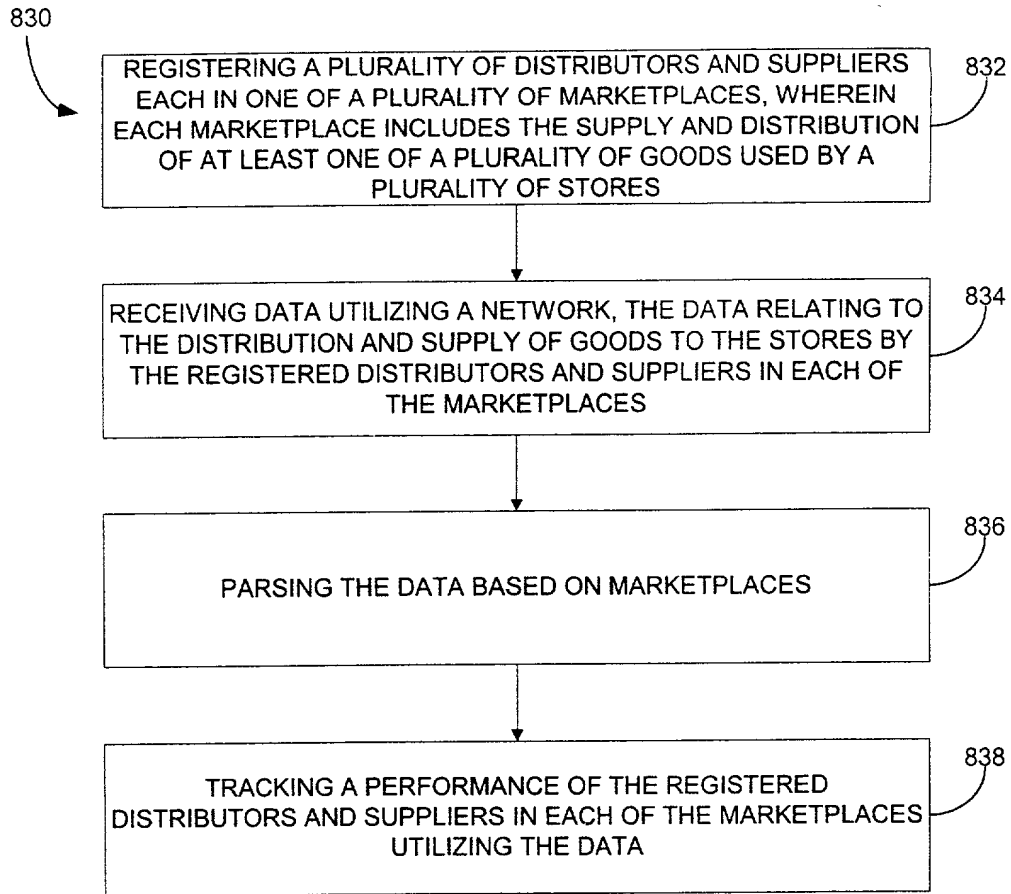 830
REGISTERING A PLURALITY OF DISTRIBUTORS AND SUPPLIERS
EACH IN ONE OF A PLURALITY OF MARKETPLACES, WHEREIN
EACH MARKETPLACE INCLUDES THE SUPPLY AND DISTRIBUTION
OF AT LEAST ONE OF A PLURALITY OF GOODS USED BY A
PLURALITY OF STORES
832
RECEIVING DATA UTILIZING A NETWORK, THE DATA RELATING TO
THE DISTRIBUTION AND SUPPLY OF GOODS TO THE STORES BY
THE REGISTERED DISTRIBUTORS AND SUPPLIERS IN EACH OF
THE MARKETPLACES
834
PARSING THE DATA BASED ON MARKETPLACES
836
TRACKING A PERFORMANCE OF THE REGISTERED
DISTRIBUTORS AND SUPPLIERS IN EACH OF THE MARKETPLACES
UTILIZING THE DATA
838